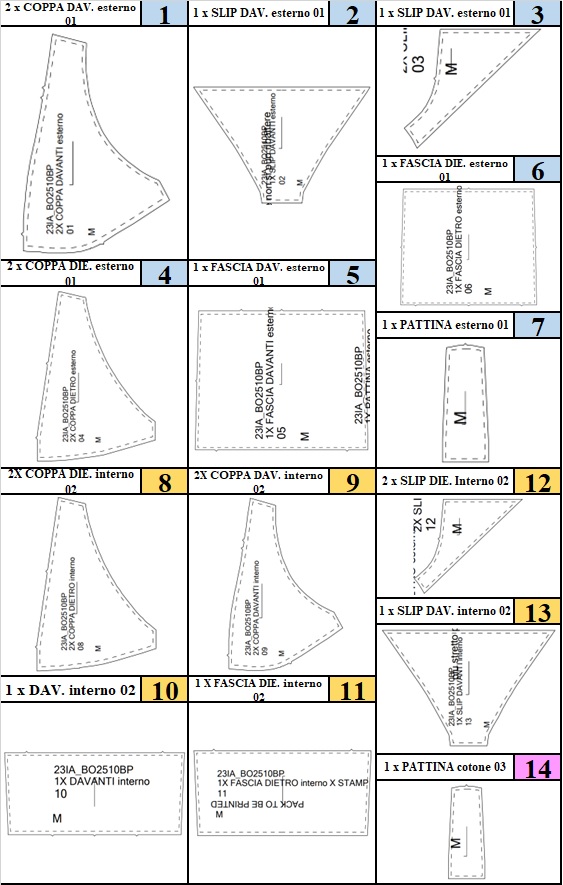 2 x COPPA DAV. esterno
01
1
1 x SLIP DAV. esterno 01
2
1 x SLIP DAV. esterno 01
3
23IA_BO2510BP
2X COPPA DAVANTI esterno
01
M
23IA_BO2510BP
1X SLIP DAVANTI esterno
02
M
2X SLI
03
M
1 x FASCIA DIE. esterno
01
6
23IA_BO2510BP
1X FASCIA DIETRO esterno
06
M
2 x COPPA DIE. esterno
01
4
1 x FASCIA DAV. esterno
01
5
23IA_BO2510BP
2X COPPA DIETRO esterno
04
M
23IA_BO2510BP
1X FASCIA DAVANTI estern
05
M
23IA_BO2510BP
1X PATTINA esterno
1 x PATTINA esterno 01
7
M
2X COPPA DIE. interno
02
8
2X COPPA DAV. interno
02
9
2 x SLIP DIE. Interno 02
12
23IA_BO2510BP
2X COPPA DIETRO interno
08
M
23IA_BO2510BP
2X COPPA DAVANTI interno
09
M
2X SLI
12
M
1 x SLIP DAV. interno 02
13
23IA_BO2510BP
1X SLIP DAVANTI interno
13
M
1 x DAV. interno 02
10
1 X FASCIA DIE. interno
02
11
23IA_BO2510BP
1X DAVANTI interno
10
M
23IA_BO2510BP
1X FASCIA DIETRO interno X STAMP
11
PACK TO BE PRINTED
M
1 x PATTINA cotone 03
14
M